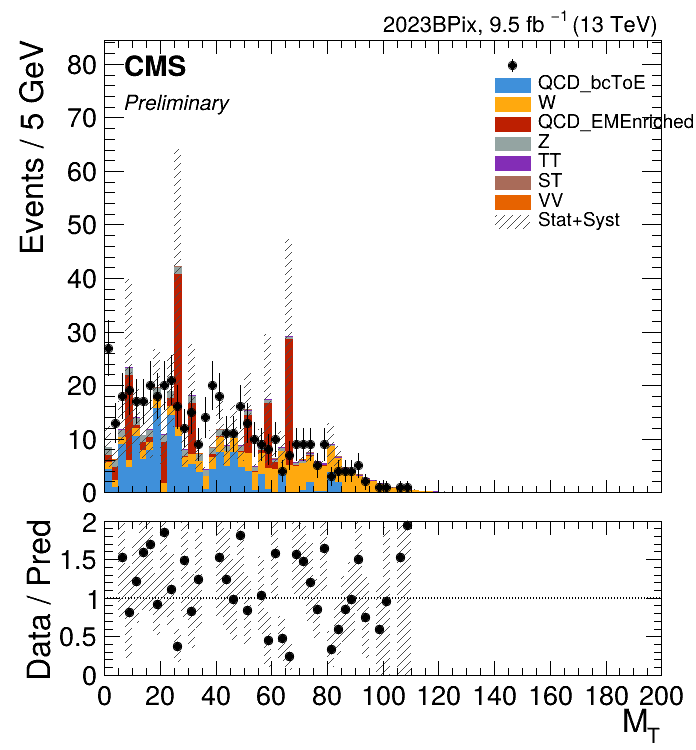 2023BPix, 9.5 fb⁻¹ (13 TeV)
Events / 5 GeV
80
70
60
50
40
30
20
10
0
CMS
Preliminary
QCD_bcToE
W
QCD_EMEnriched
Z
TT
ST
VV
Stat+Syst
Data / Pred
2
1.5
1
0.5
0
0 20 40 60 80 100 120 140 160 180 200
M_T